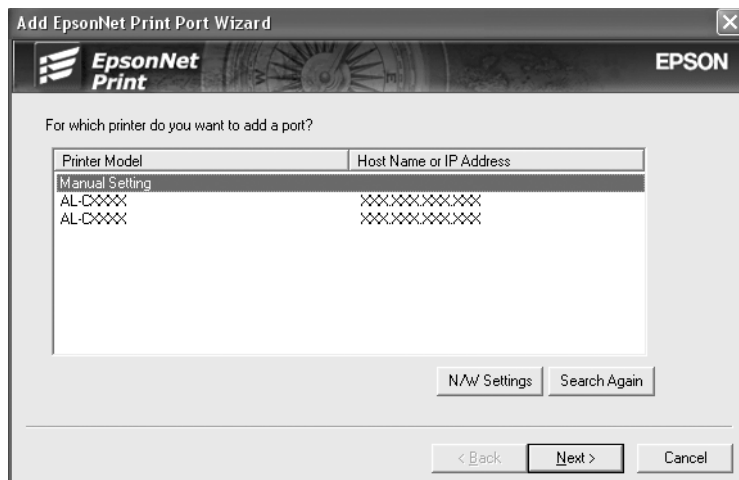 Add EpsonNet Print Port Wizard
EpsonNet
Print
EPSON
For which printer do you want to add a port?
Printer Model Host Name or IP Address
Manual Setting
AL-CXXXX XXX.XXX.XXX.XXX
AL-CXXXX XXX.XXX.XXX.XXX
N/W Settings Search Again
< Back Next > Cancel